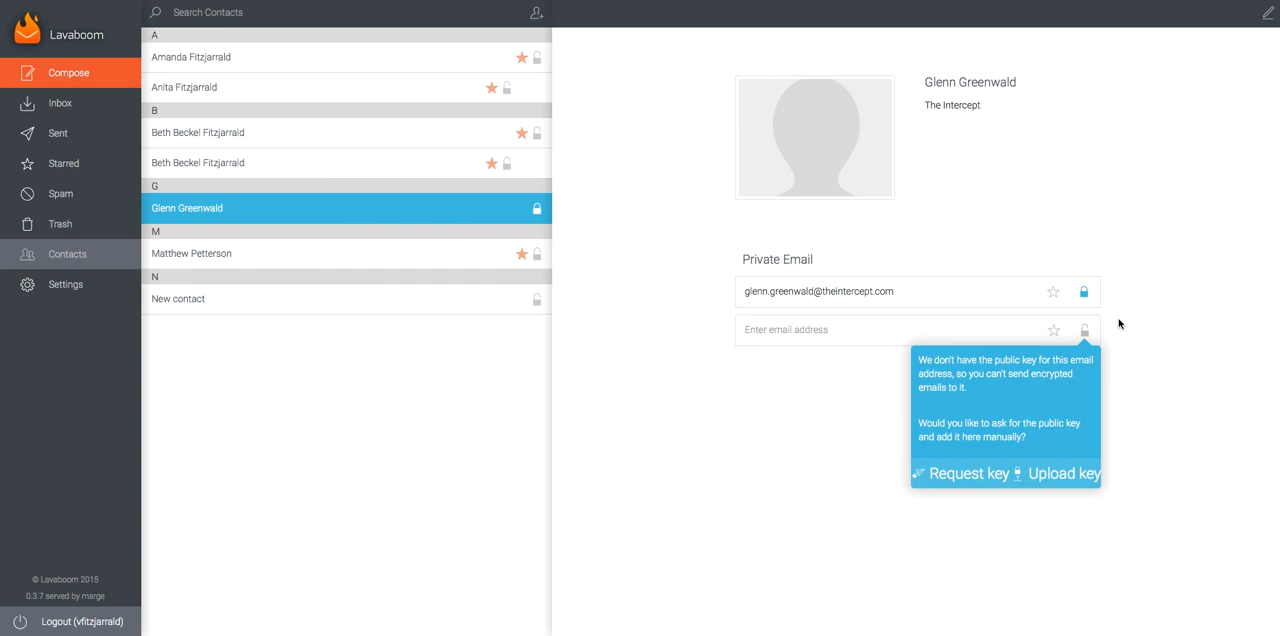 Lavaboom
Compose
Inbox
Sent
Starred
Spam
Trash
Contacts
Settings
© Lavaboom 2015
0.3.7 served by marge
Logout (vfitzjarrald)
Search Contacts
A
Amanda Fitzjarrald
Anita Fitzjarrald
B
Beth Beckel Fitzjarrald
Beth Beckel Fitzjarrald
G
Glenn Greenwald
M
Matthew Petterson
N
New contact
Glenn Greenwald
The Intercept
Private Email
glenn.greenwald@theintercept.com
Enter email address
We don't have the public key for this email
address, so you can't send encrypted
emails to it.
Would you like to ask for the public key
and add it here manually?
Request key Upload key